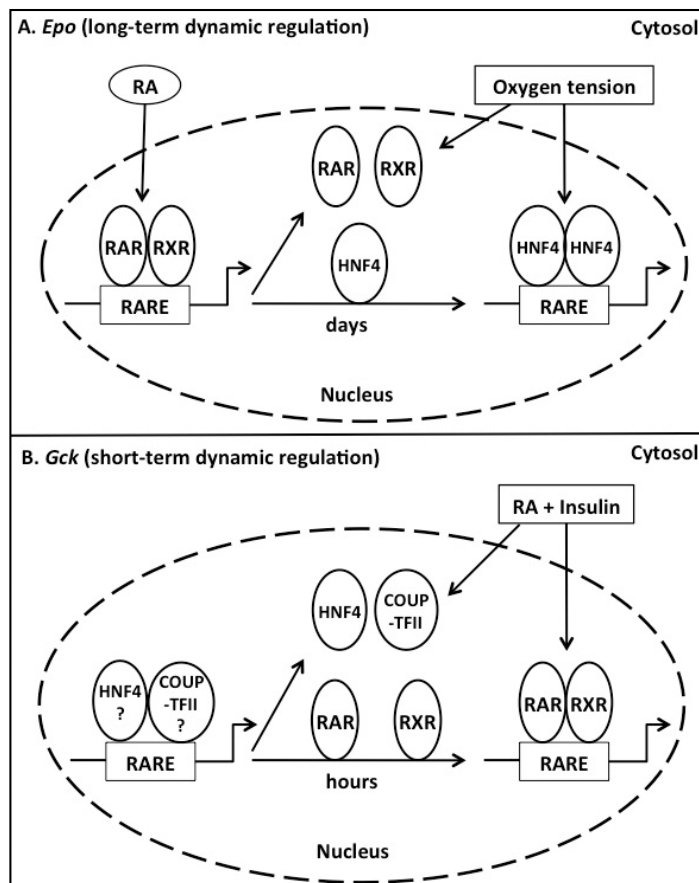 A. Epo (long-term dynamic regulation)
Cytosol
RA
Oxygen tension
RAR
RXR
RAR
RXR
HNF4
HNF4
HNF4
RARE
RARE
days
Nucleus
B. Gck (short-term dynamic regulation)
Cytosol
RA + Insulin
HNF4
COUP
-TFII
HNF4
?
COUP
-TFII
?
RAR
RXR
RAR
RXR
RARE
RARE
hours
Nucleus